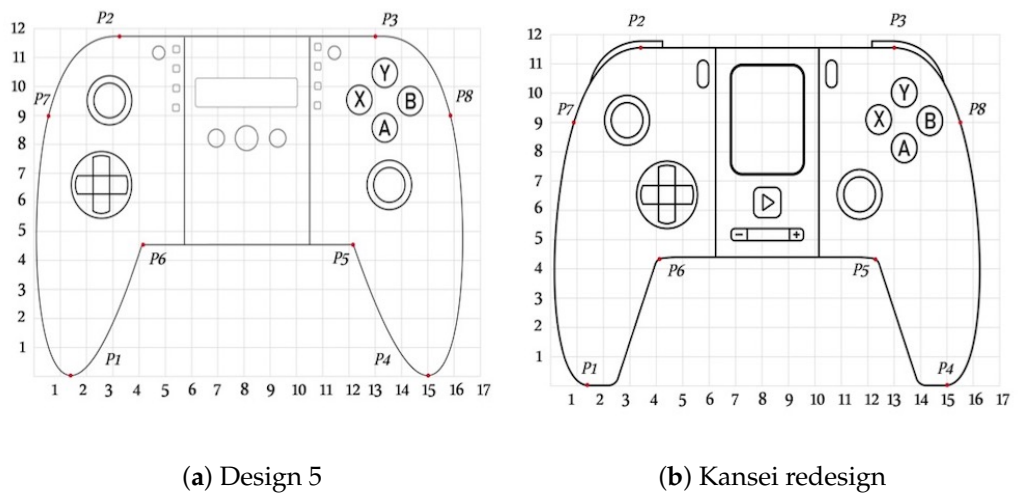 12 P2 P3
11
10 Y
P7 X B P8
9
A
8
7
6
5
P6 P5
4
3
2
1 P1 P4
1 2 3 4 5 6 7 8 9 10 11 12 13 14 15 16 17
(a) Design 5
b)
12 P2 P3
11
10 Y
P7 X B P8
9
A
8
7
6
5 − +
P6 P5
4
3
2
1 P1 P4
1 2 3 4 5 6 7 8 9 10 11 12 13 14 15 16 17
(b) Kansei redesign